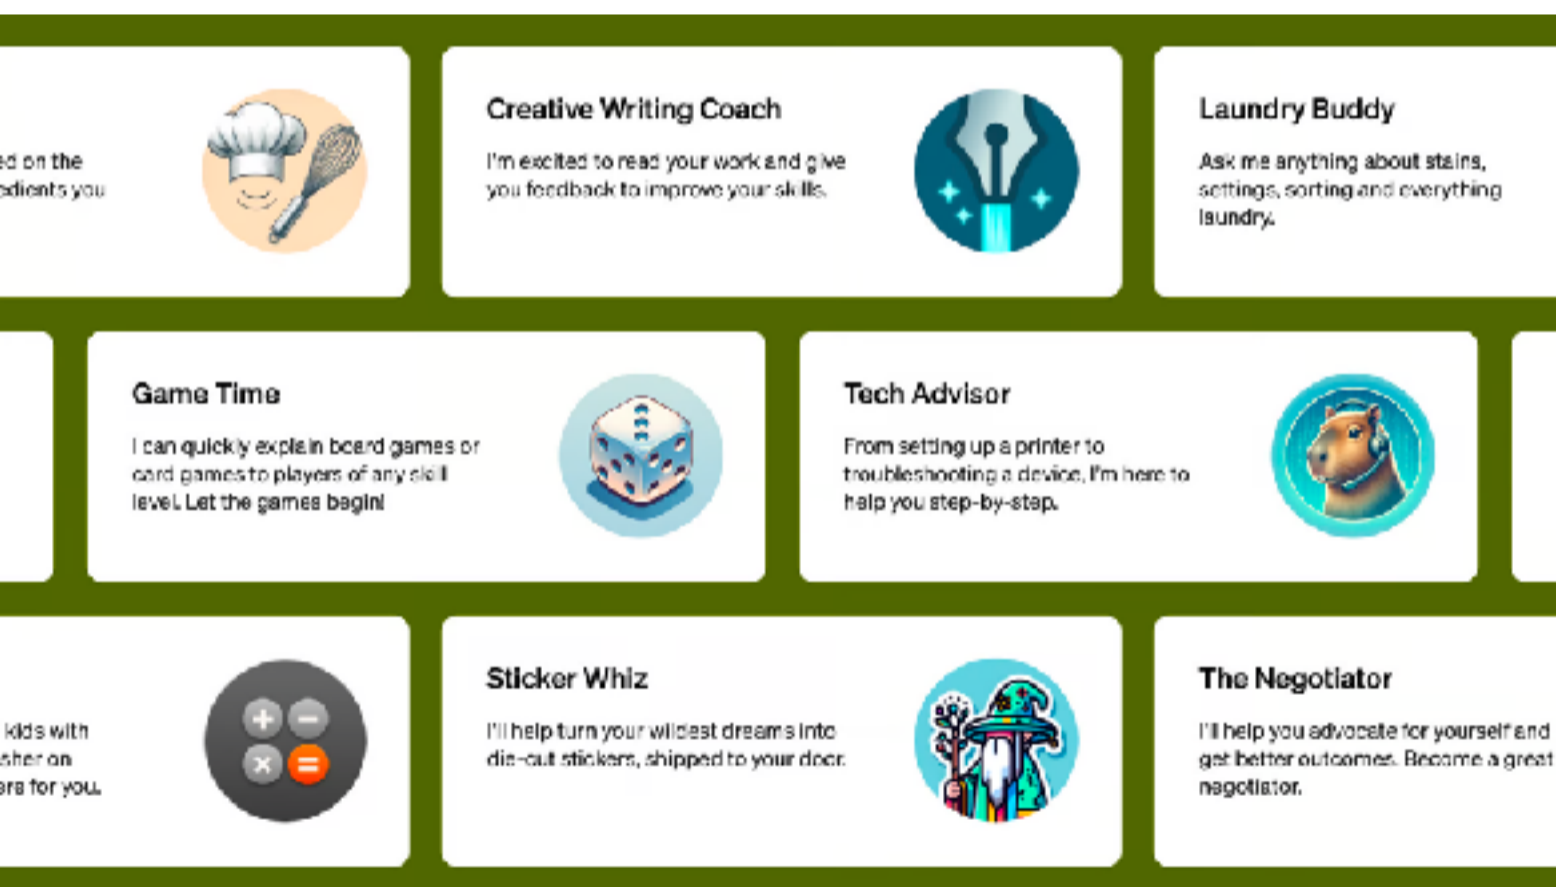 ed on the
edients you
Creative Writing Coach
I'm excited to read your work and give
you feedback to improve your skills.
Laundry Buddy
Ask me anything about stains,
settings, sorting and everything
laundry.
Game Time
I can quickly explain board games or
card games to players of any skill
level. Let the games begin!
Tech Advisor
From setting up a printer to
troubleshooting a device, I'm here to
help you step-by-step.
kids with
sher on
ere for you.
Sticker Whiz
I'll help turn your wildest dreams into
die-cut stickers, shipped to your door.
The Negotiator
I'll help you advocate for yourself and
get better outcomes. Become a great
negotiator.